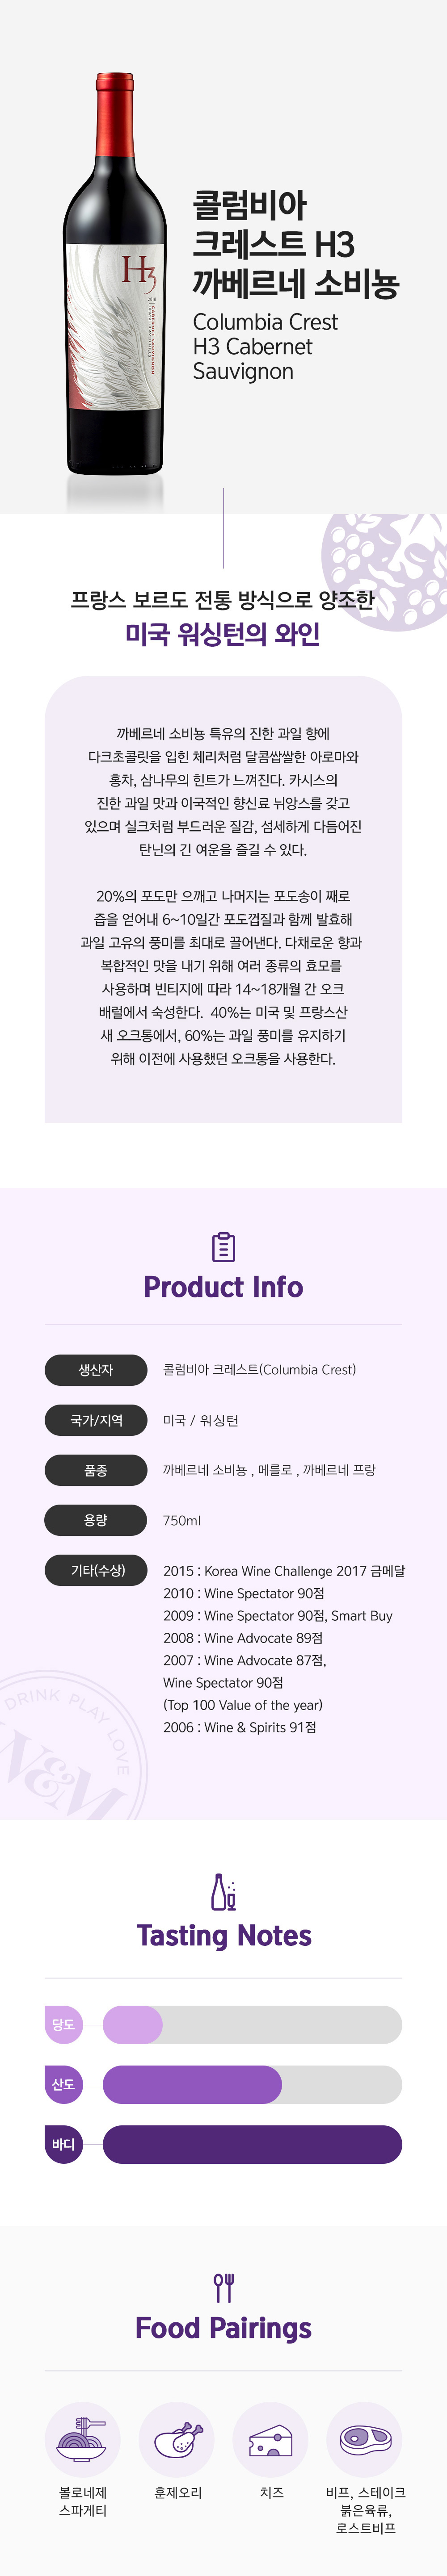 콜럼비아
크레스트 H3
까베르네 소비뇽
Columbia Crest
H3 Cabernet
Sauvignon
H3
2016
CABERNET SAUVIGNON
HORSE HEAVEN HILLS
프랑스 보르도 전통 방식으로 양조한
미국 워싱턴의 와인
까베르네 소비뇽 특유의 진한 과일 향에
다크초콜릿을 입힌 체리처럼 달콤쌉쌀한 아로마와
홍차, 삼나무의 힌트가 느껴진다. 카시스의
진한 과일 맛과 이국적인 향신료 뉘앙스를 갖고
있으며 실크처럼 부드러운 질감, 섬세하게 다듬어진
탄닌의 긴 여운을 즐길 수 있다.
20%의 포도만 으깨고 나머지는 포도송이 째로
즙을 얻어내 6~10일간 포도껍질과 함께 발효해
과일 고유의 풍미를 최대로 끌어낸다. 다채로운 향과
복합적인 맛을 내기 위해 여러 종류의 효모를
사용하며 빈티지에 따라 14~18개월 간 오크
배럴에서 숙성한다. 40%는 미국 및 프랑스산
새 오크통에서, 60%는 과일 풍미를 유지하기
위해 이전에 사용했던 오크통을 사용한다.
Product Info
생산자 콜럼비아 크레스트(Columbia Crest)
국가/지역 미국 / 워싱턴
품종 까베르네 소비뇽 , 메를로 , 까베르네 프랑
용량 750ml
기타(수상) 2015 : Korea Wine Challenge 2017 금메달
2010 : Wine Spectator 90점
2009 : Wine Spectator 90점, Smart Buy
2008 : Wine Advocate 89점
2007 : Wine Advocate 87점,
Wine Spectator 90점
(Top 100 Value of the year)
2006 : Wine & Spirits 91점
DRINK PLAY LOVE
W&M
Tasting Notes
당도
산도
바디
Food Pairings
볼로네제
스파게티
훈제오리
치즈
비프, 스테이크
붉은육류,
로스트비프